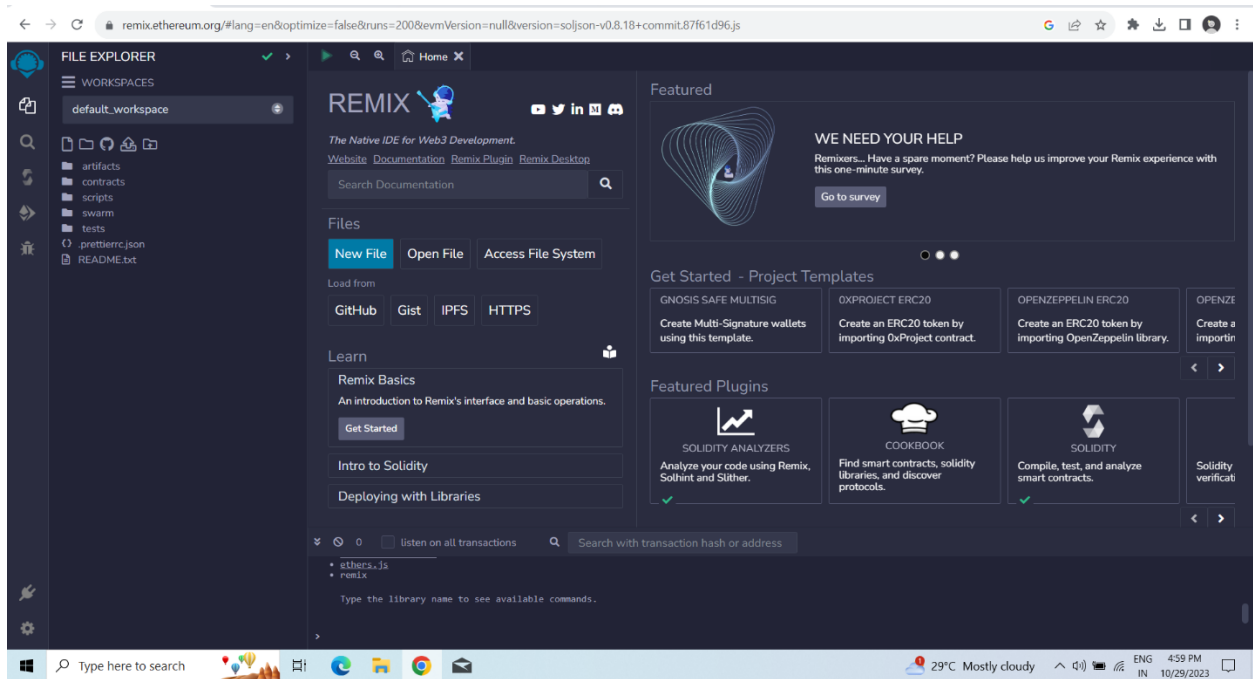 remix.ethereum.org/#lang=en&optimize=false&runs=200&evmVersion=null&version=soljson-v0.8.18+commit.87f61d96.js
FILE EXPLORER
WORKSPACES
default_workspace
artifacts
contracts
scripts
swarm
tests
.prettierrc.json
README.txt
Home
REMIX
The Native IDE for Web3 Development.
Website Documentation Remix Plugin Remix Desktop
Search Documentation
Files
New File Open File Access File System
Load from
GitHub Gist IPFS HTTPS
Learn
Remix Basics
An introduction to Remix's interface and basic operations.
Get Started
Intro to Solidity
Deploying with Libraries
Featured
WE NEED YOUR HELP
Remixers... Have a spare moment? Please help us improve your Remix experience with
this one-minute survey.
Go to survey
Get Started - Project Templates
GNOSIS SAFE MULTISIG
Create Multi-Signature wallets
using this template.
0XPROJECT ERC20
Create an ERC20 token by
importing 0xProject contract.
OPENZEPPELIN ERC20
Create an ERC20 token by
importing OpenZeppelin library.
OPENZE
Create a
importin
Featured Plugins
SOLIDITY ANALYZERS
Analyze your code using Remix,
Solhint and Slither.
COOKBOOK
Find smart contracts, solidity
libraries, and discover
protocols.
SOLIDITY
Compile, test, and analyze
smart contracts.
Solidity
verificati
0 listen on all transactions Search with transaction hash or address
• ethers.js
• remix
Type the library name to see available commands.
>
Type here to search
29°C Mostly cloudy
ENG
IN
4:59 PM
10/29/2023